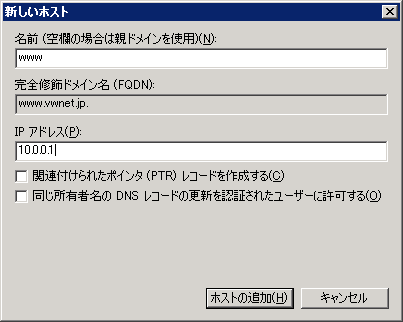 新しいホスト
名前 (空欄の場合は親ドメインを使用)(N):
www
完全修飾ドメイン名 (FQDN):
www.vwnet.jp.
IP アドレス(P):
10.0.0.1
関連付けられたポインタ (PTR) レコードを作成する(C)
同じ所有者名の DNS レコードの更新を認証されたユーザーに許可する(O)
ホストの追加(H) キャンセル